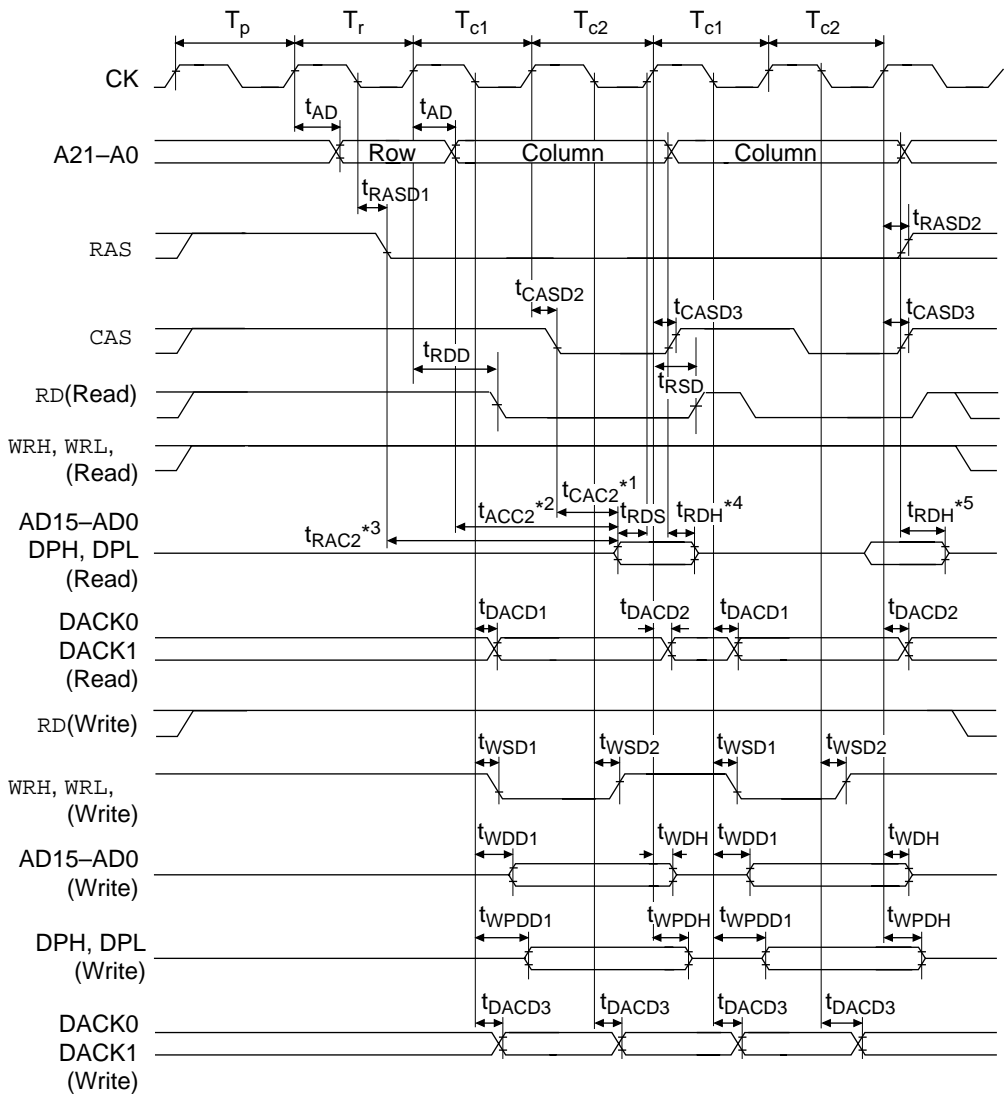 Tp Tr Tc1 Tc2 Tc1 Tc2
CK
tAD tAD
A21–A0 Row Column Column
tRASD1 tRASD2
RAS
tCASD2 tCASD3 tCASD3
CAS
tRDD tRSD
RD(Read)
WRH, WRL,
(Read)
tCAC2*1
tACC2*2 tRDS tRDH*4 tRDH*5
tRAC2*3
AD15–AD0
DPH, DPL
(Read)
tDACD1 tDACD2 tDACD1 tDACD2
DACK0
DACK1
(Read)
RD(Write)
tWSD1 tWSD2 tWSD1 tWSD2
WRH, WRL,
(Write)
tWDD1 tWDH tWDD1 tWDH
AD15–AD0
(Write)
tWPDD1 tWPDH tWPDD1 tWPDH
DPH, DPL
(Write)
tDACD3 tDACD3 tDACD3 tDACD3
DACK0
DACK1
(Write)